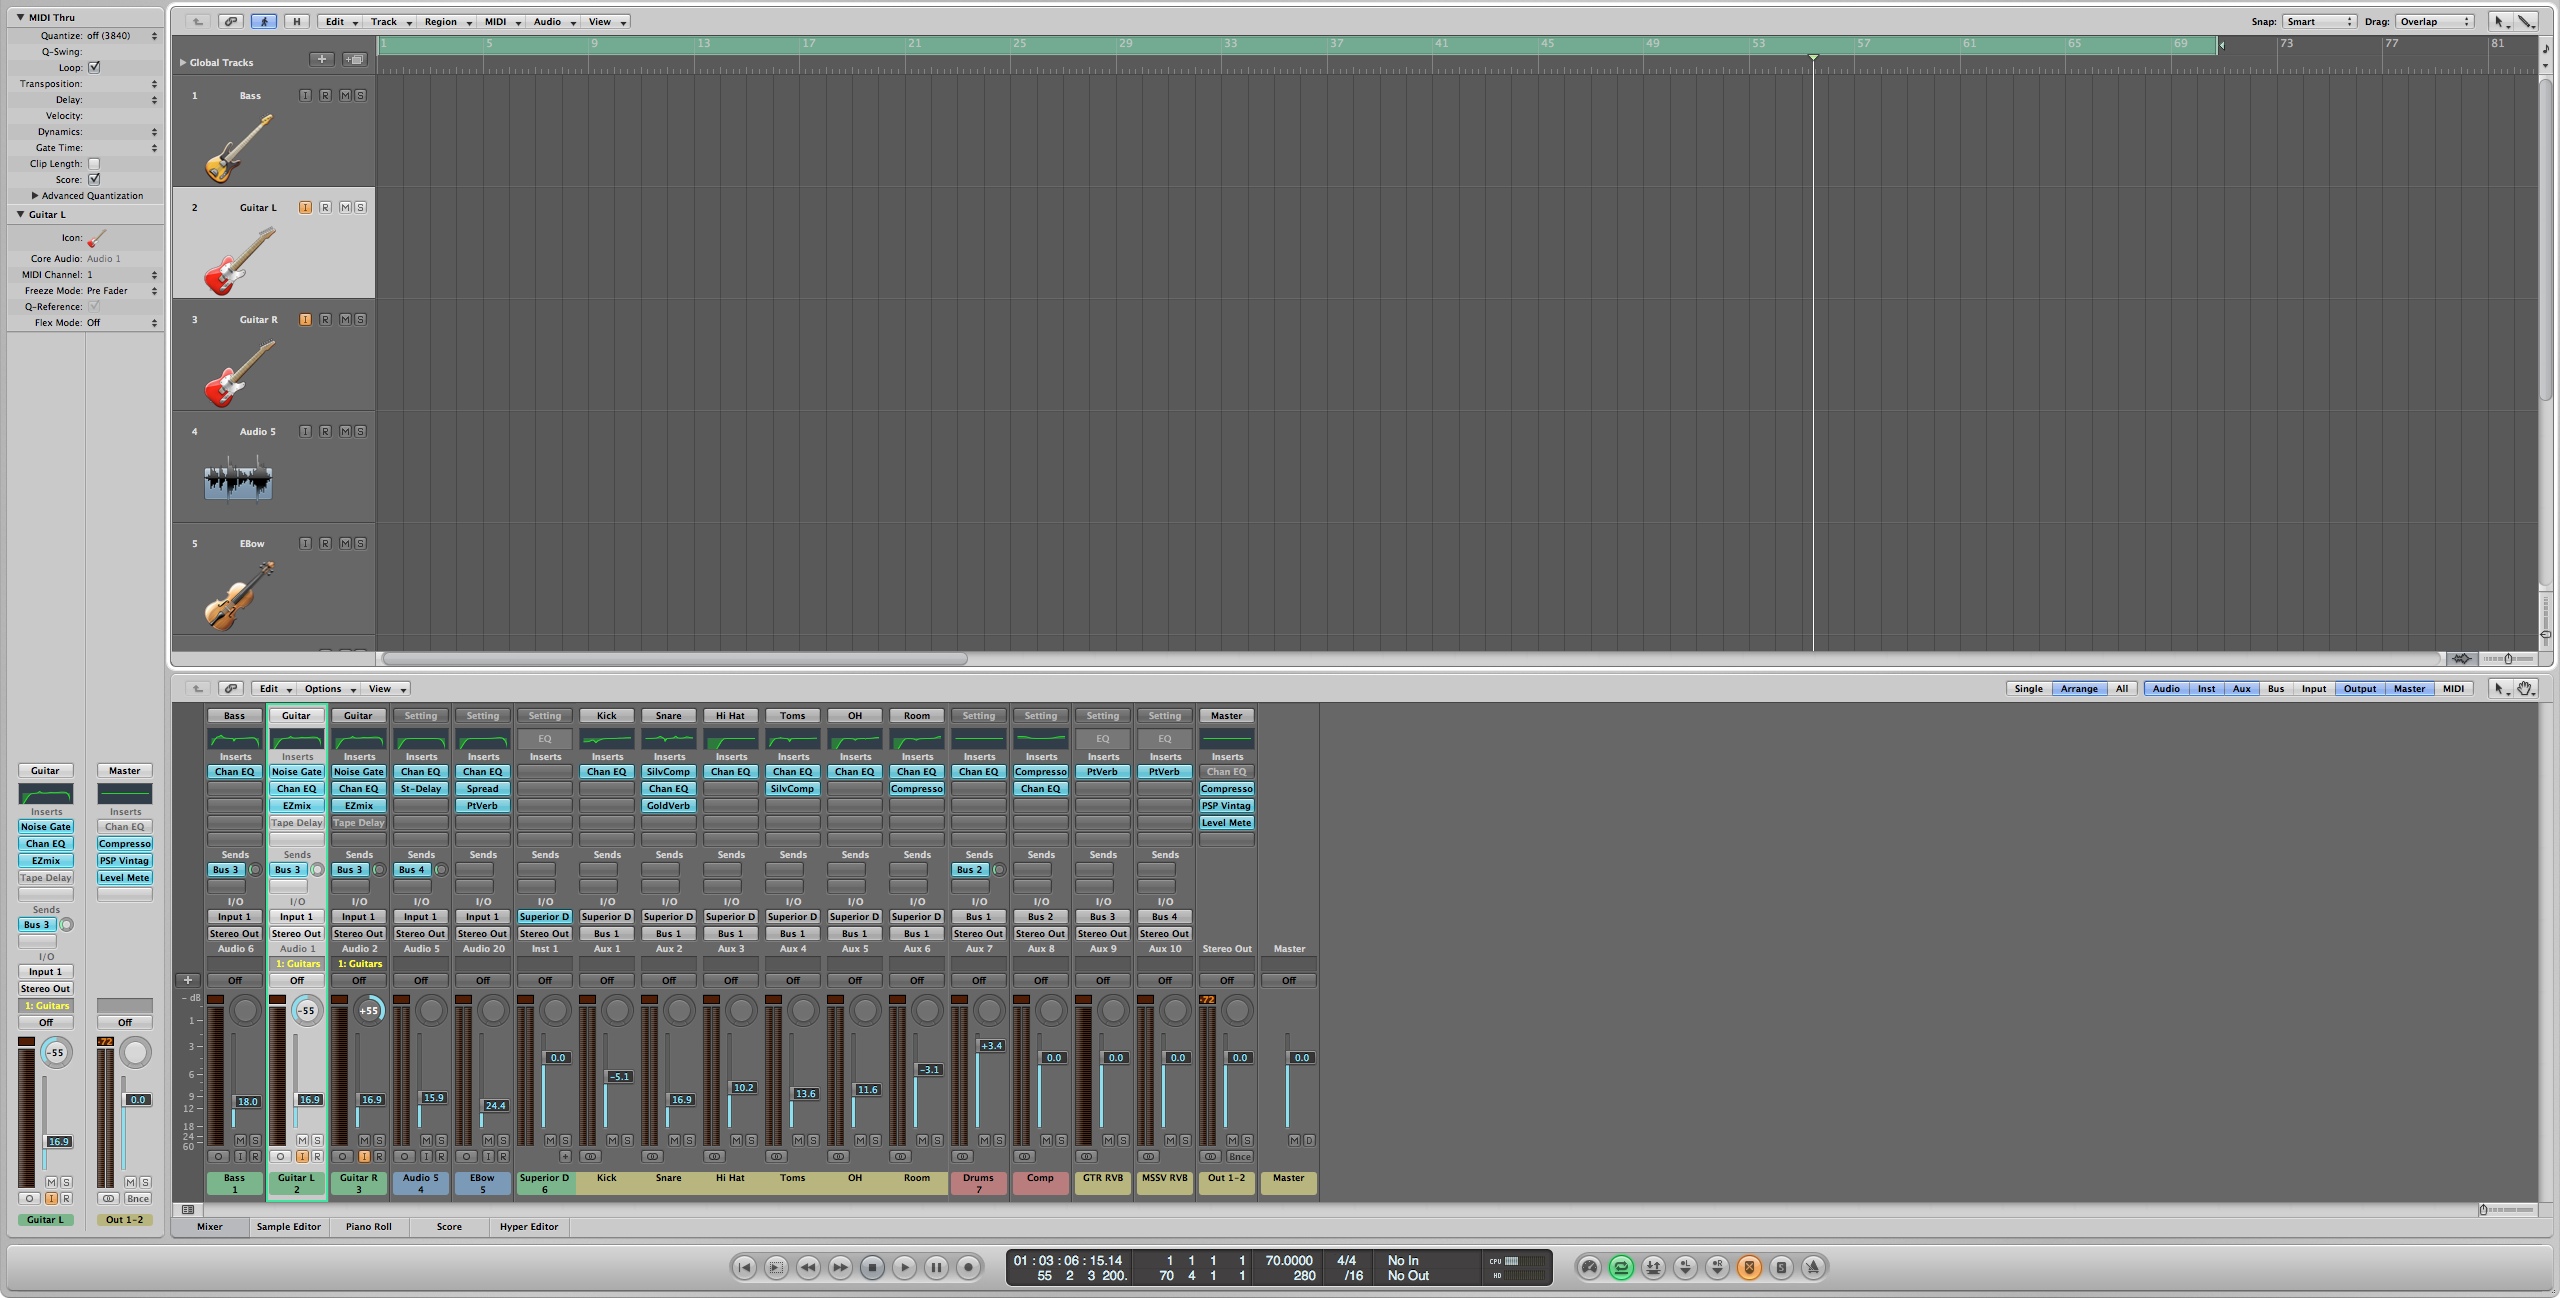 MIDI Thru
Quantize: off (3840)
Q-Swing:
Loop:
Transposition:
Delay:
Velocity:
Dynamics:
Gate Time:
Clip Length:
Score:
Advanced Quantization
Guitar L
Icon:
Core Audio: Audio 1
MIDI Channel: 1
Freeze Mode: Pre Fader
Q-Reference:
Flex Mode: Off
Guitar Master
Inserts Inserts
Noise Gate Chan EQ
Chan EQ Compresso
EZmix PSP Vintag
Tape Delay Level Mete
Sends
Bus 3
I/O
Input 1
Stereo Out
1: Guitars
Off Off
-55 -72
16.9 0.0
M S M S
I R Bnce
Guitar L Out 1-2
H Edit Track Region MIDI Audio View Snap: Smart Drag: Overlap
1 5 9 13 17 21 25 29 33 37 41 45 49 53 57 61 65 69 73 77 81
Global Tracks
1 Bass I R M S
2 Guitar L I R M S
3 Guitar R I R M S
4 Audio 5 I R M S
5 EBow I R M S
Edit Options View Single Arrange All Audio Inst Aux Bus Input Output Master MIDI
Bass Guitar Guitar Setting Setting Setting Kick Snare Hi Hat Toms OH Room Setting Setting Setting Setting Master
EQ EQ EQ
Inserts Inserts Inserts Inserts Inserts Inserts Inserts Inserts Inserts Inserts Inserts Inserts Inserts Inserts Inserts Inserts Inserts
Chan EQ Noise Gate Noise Gate Chan EQ Chan EQ Chan EQ SilvComp Chan EQ Chan EQ Chan EQ Chan EQ Chan EQ Compresso PtVerb PtVerb Chan EQ
Chan EQ Chan EQ St-Delay Spread Chan EQ SilvComp Compresso Chan EQ Compresso
EZmix EZmix PtVerb GoldVerb PSP Vintag
Tape Delay Tape Delay Level Mete
Sends Sends Sends Sends Sends Sends Sends Sends Sends Sends Sends Sends Sends Sends Sends Sends
Bus 3 Bus 3 Bus 3 Bus 4 Bus 2
I/O I/O I/O I/O I/O I/O I/O I/O I/O I/O I/O I/O I/O I/O I/O I/O
Input 1 Input 1 Input 1 Input 1 Input 1 Superior D Superior D Superior D Superior D Superior D Superior D Superior D Bus 1 Bus 2 Bus 3 Bus 4
Stereo Out Stereo Out Stereo Out Stereo Out Stereo Out Stereo Out Bus 1 Bus 1 Bus 1 Bus 1 Bus 1 Bus 1 Stereo Out Stereo Out Stereo Out Stereo Out
Audio 6 Audio 1 Audio 2 Audio 5 Audio 20 Inst 1 Aux 1 Aux 2 Aux 3 Aux 4 Aux 5 Aux 6 Aux 7 Aux 8 Aux 9 Aux 10 Stereo Out Master
1: Guitars 1: Guitars
Off Off Off Off Off Off Off Off Off Off Off Off Off Off Off Off Off Off
- dB -55 +55 -72
1
3
6
9
12
18
24
60
18.0 16.9 16.9 15.9 24.4 0.0 -5.1 16.9 10.2 13.6 11.6 -3.1 +3.4 0.0 0.0 0.0 0.0 0.0
M S M S M S M S M S M S M S M S M S M S M S M S M S M S M S M S M S M D
I R I R I R I R I R Bnce
Bass Guitar L Guitar R Audio 5 EBow Superior D Kick Snare Hi Hat Toms OH Room Drums Comp GTR RVB MSSV RVB Out 1-2 Master
1 2 3 4 5 6 7
Mixer Sample Editor Piano Roll Score Hyper Editor
01 : 03 : 06 : 15.14 1 1 1 1 70.0000 4/4 No In CPU
55 2 3 200. 70 4 1 1 280 /16 No Out HD